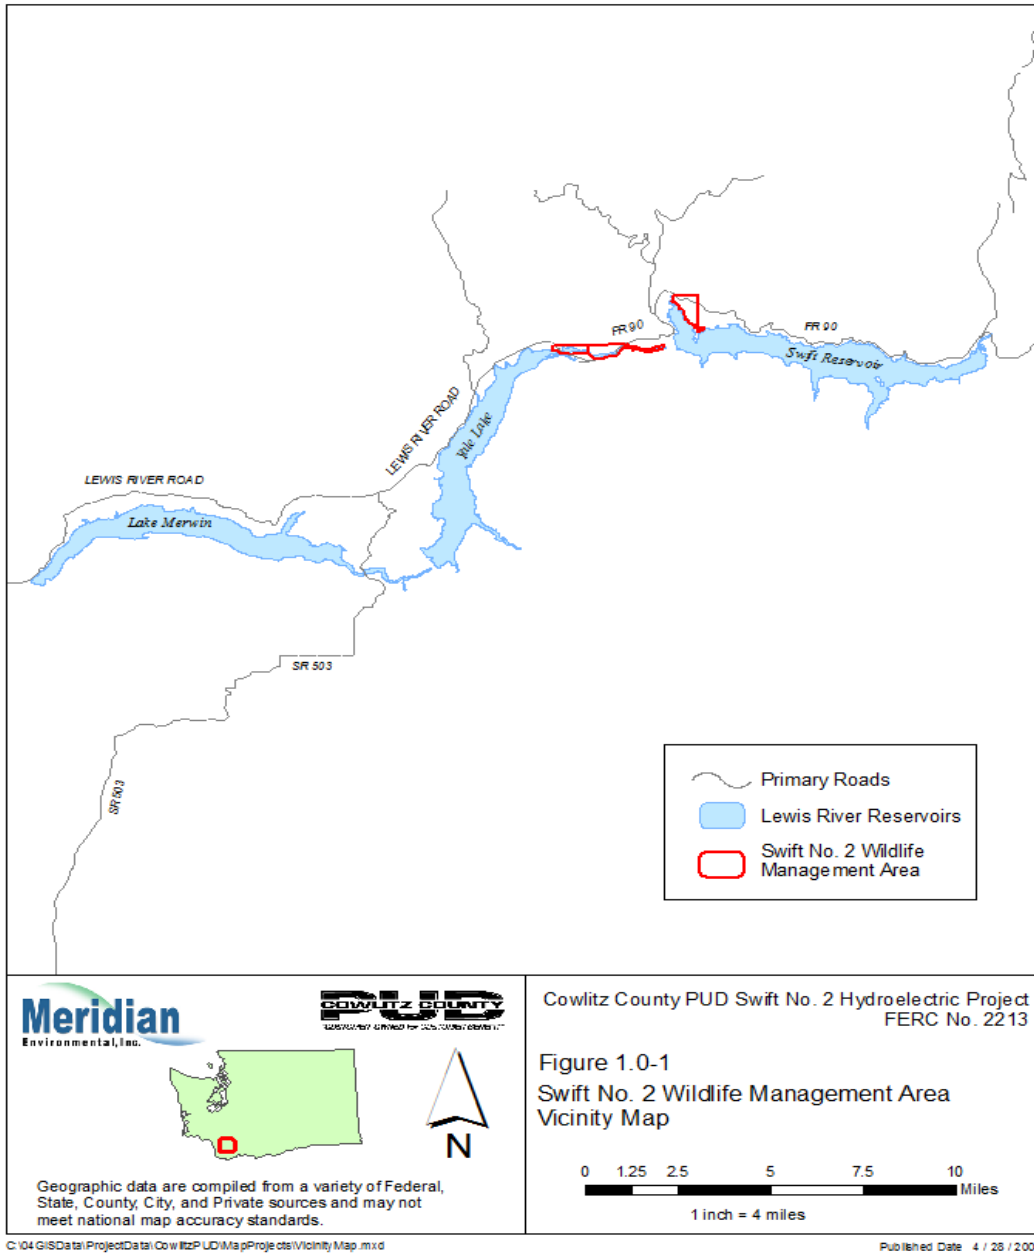 FR 90
FR 90
Swift Reservoir
LEWIS RIVER ROAD
Yale Lake
LEWIS RIVER ROAD
Lake Merwin
SR 503
SR 503
Primary Roads
Lewis River Reservoirs
Swift No. 2 Wildlife
Management Area
Meridian
Environmental, Inc.
PUD
COWLITZ COUNTY
N
Geographic data are compiled from a variety of Federal,
State, County, City, and Private sources and may not
meet national map accuracy standards.
Cowlitz County PUD Swift No. 2 Hydroelectric Project
FERC No. 2213
Figure 1.0-1
Swift No. 2 Wildlife Management Area
Vicinity Map
0 1.25 2.5 5 7.5 10
Miles
1 inch = 4 miles
C:\04GISData\ProjectData\CowlitzPUD\MapProjects\VicinityMap.mxd
Published Date 4 / 28 / 200